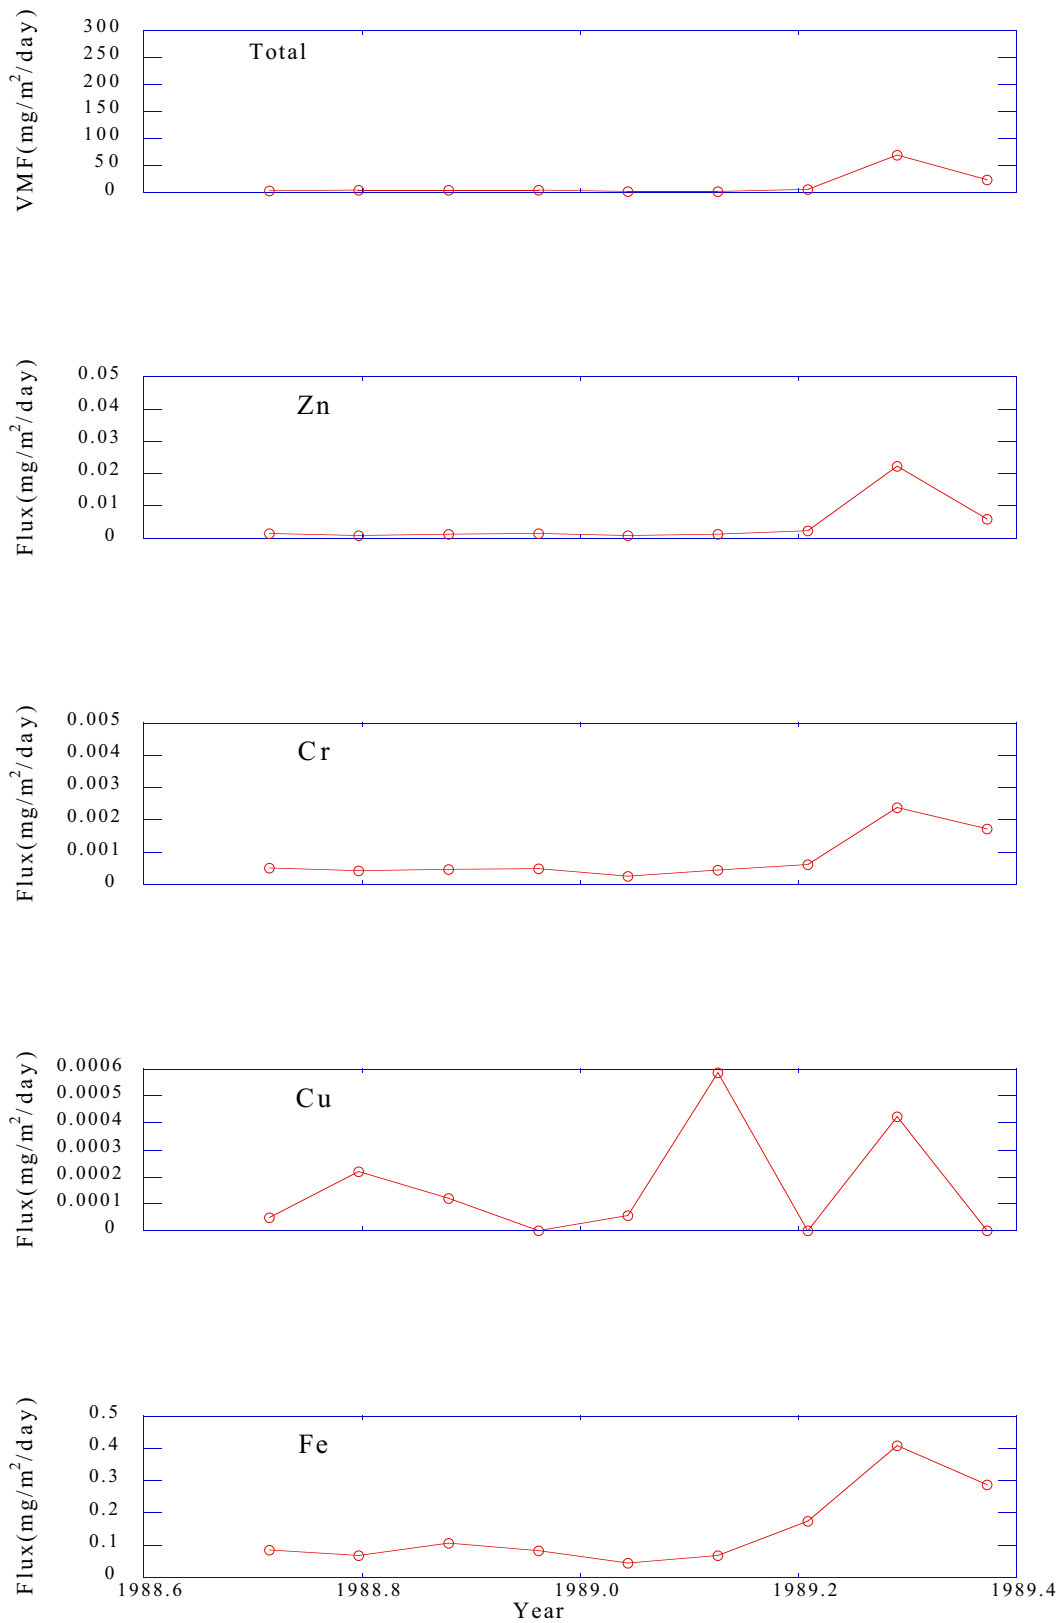 300
250
200
150
100
50
0
VMF(mg/m²/day)
Total
0.05
0.04
0.03
0.02
0.01
0
Flux(mg/m²/day)
Zn
0.005
0.004
0.003
0.002
0.001
0
Flux(mg/m²/day)
Cr
0.0006
0.0005
0.0004
0.0003
0.0002
0.0001
0
Flux(mg/m²/day)
Cu
0.5
0.4
0.3
0.2
0.1
0
Flux(mg/m²/day)
Fe
1988.6 1988.8 1989.0 1989.2 1989.4
Year